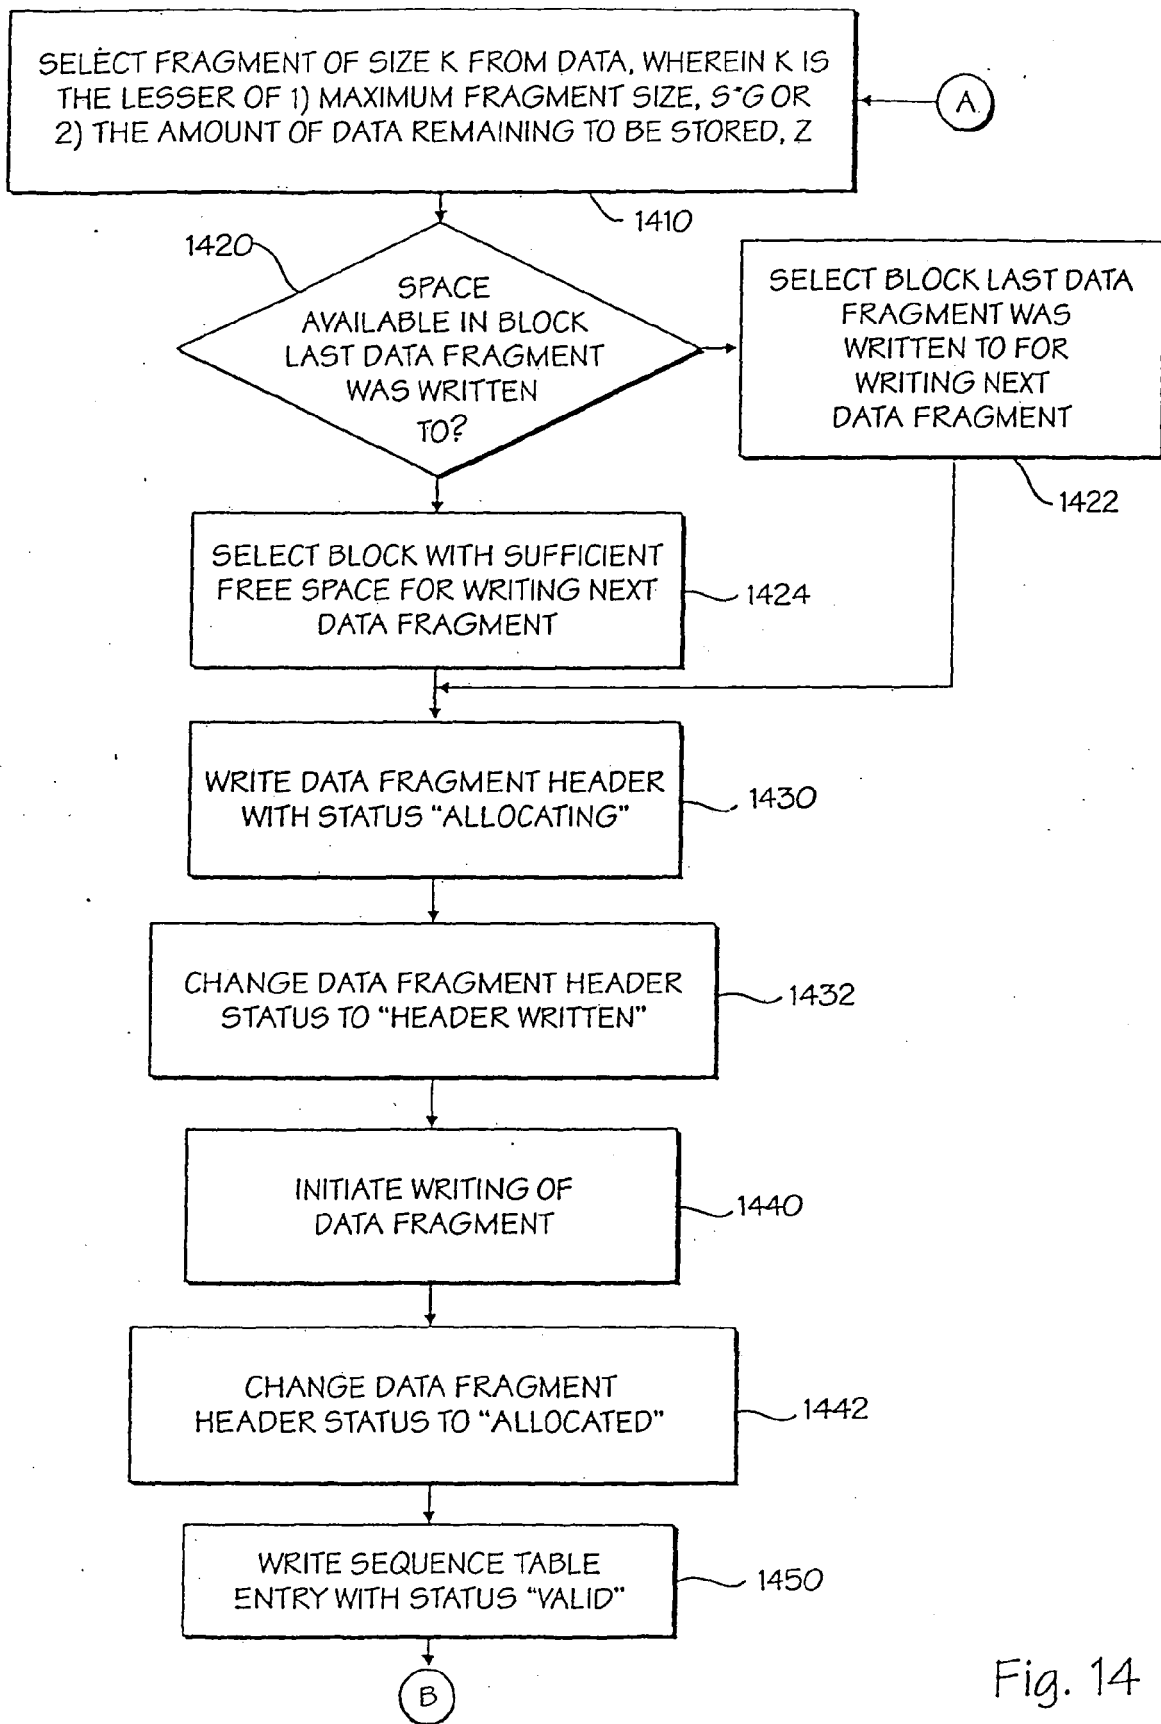 SELECT FRAGMENT OF SIZE K FROM DATA, WHEREIN K IS
THE LESSER OF 1) MAXIMUM FRAGMENT SIZE, S*G OR
2) THE AMOUNT OF DATA REMAINING TO BE STORED, Z
A
1410
1420
SPACE
AVAILABLE IN BLOCK
LAST DATA FRAGMENT
WAS WRITTEN
TO?
SELECT BLOCK LAST DATA
FRAGMENT WAS
WRITTEN TO FOR
WRITING NEXT
DATA FRAGMENT
1422
SELECT BLOCK WITH SUFFICIENT
FREE SPACE FOR WRITING NEXT
DATA FRAGMENT
1424
WRITE DATA FRAGMENT HEADER
WITH STATUS "ALLOCATING"
1430
CHANGE DATA FRAGMENT HEADER
STATUS TO "HEADER WRITTEN"
1432
INITIATE WRITING OF
DATA FRAGMENT
1440
CHANGE DATA FRAGMENT
HEADER STATUS TO "ALLOCATED"
1442
WRITE SEQUENCE TABLE
ENTRY WITH STATUS "VALID"
1450
B
Fig. 14